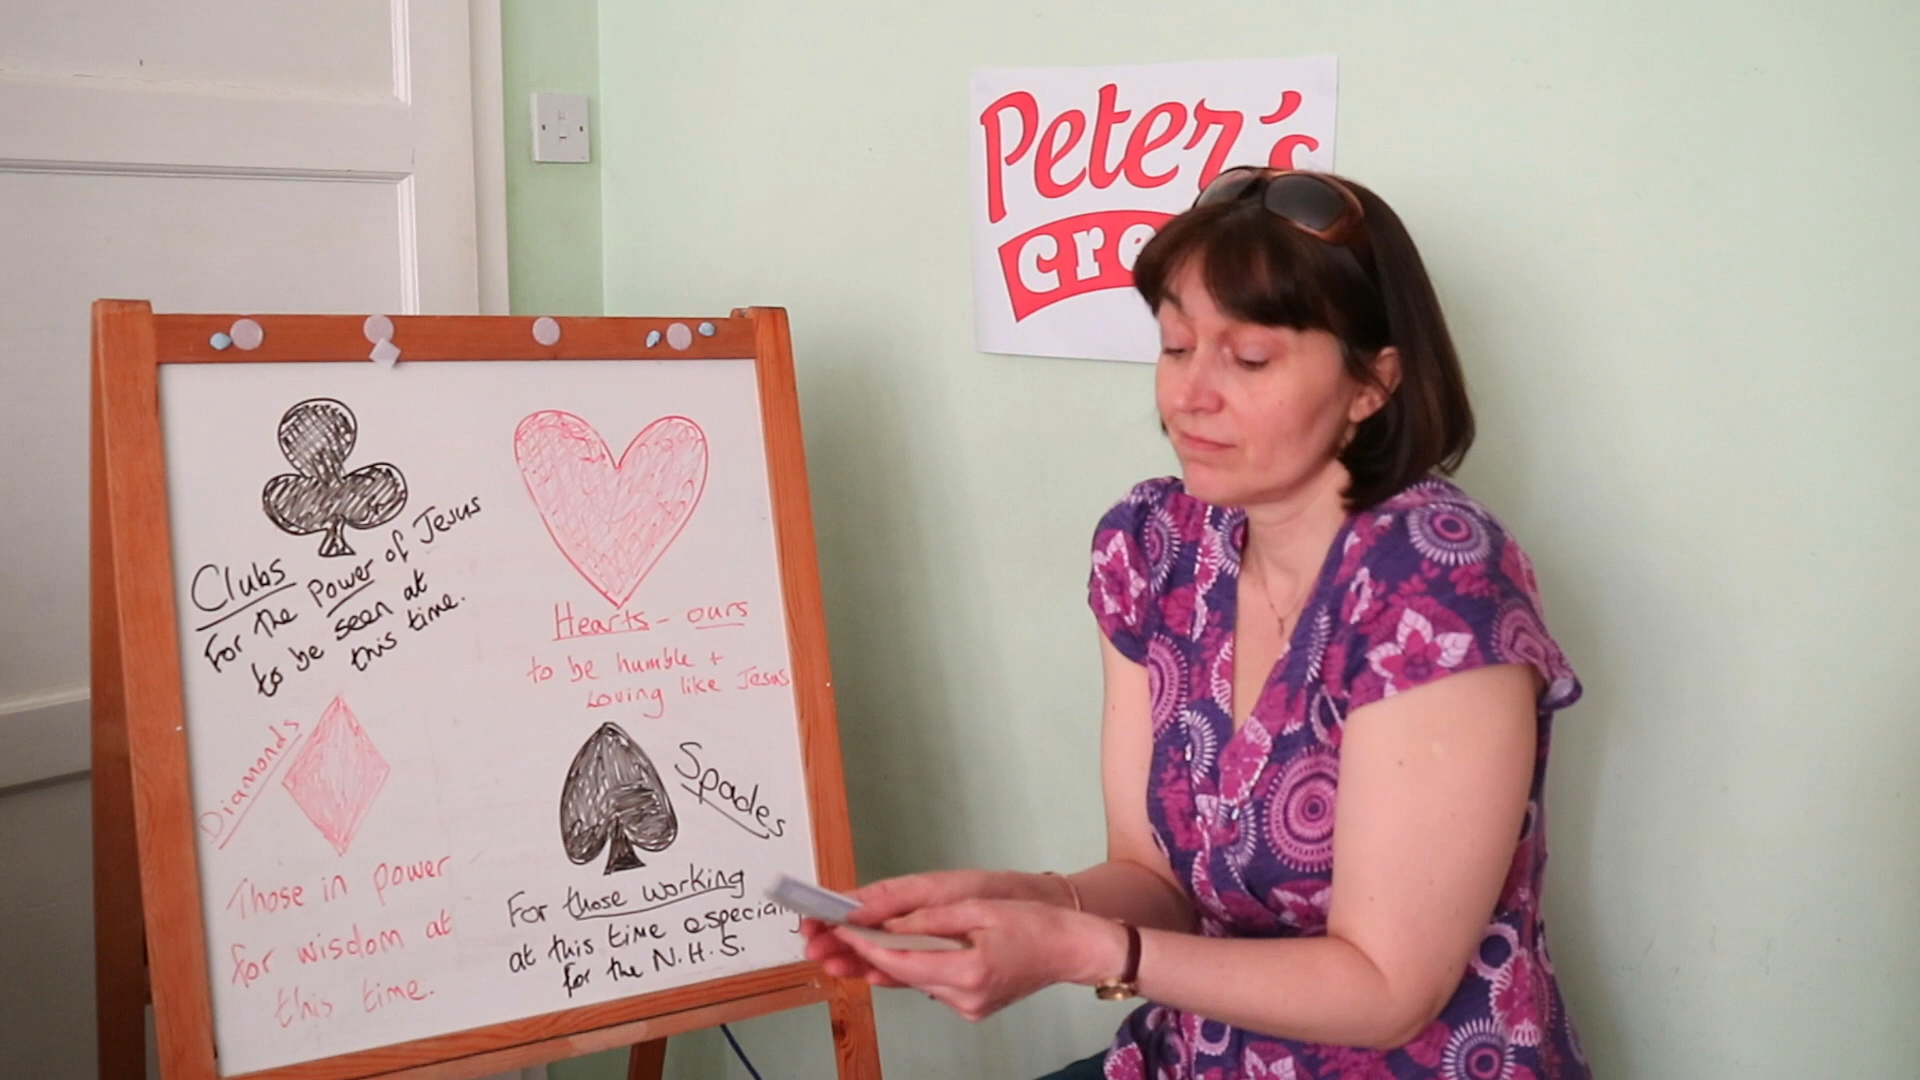 Peter's
cre
Clubs
For the Power of Jesus
to be seen at
this time.
Hearts - ours
to be humble +
Loving like Jesus
Diamonds
Those in power
for wisdom at
this time.
Spades
For those working
at this time especially
for the N.H.S.